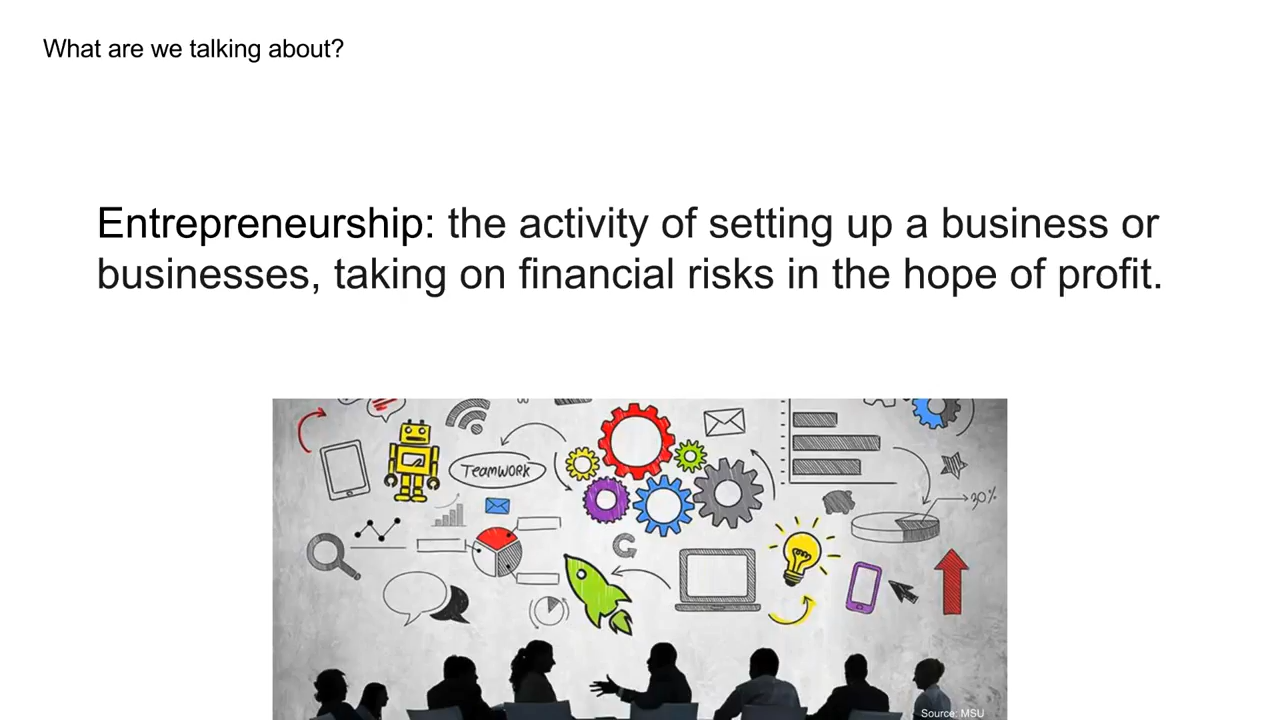 What are we talking about?
Entrepreneurship: the activity of setting up a business or
businesses, taking on financial risks in the hope of profit.
TEAMWORK
30%
Source: MSU